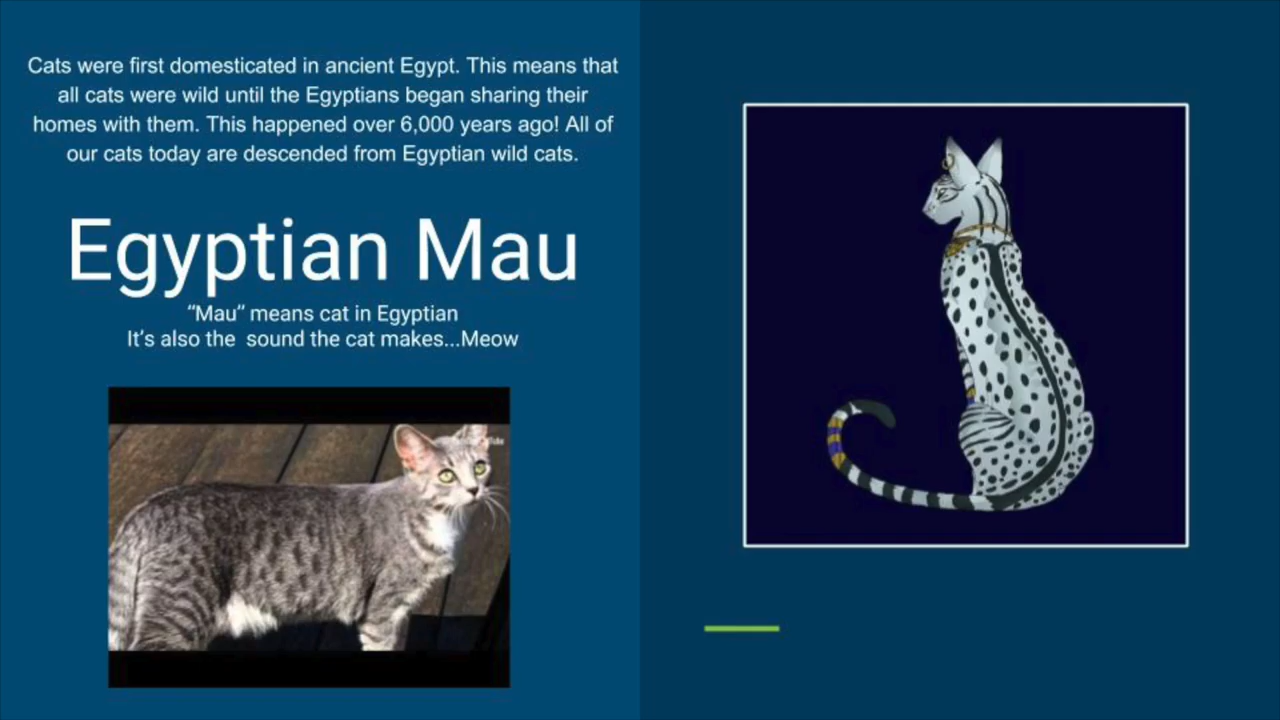 Cats were first domesticated in ancient Egypt. This means that
all cats were wild until the Egyptians began sharing their
homes with them. This happened over 6,000 years ago! All of
our cats today are descended from Egyptian wild cats.
Egyptian Mau
“Mau” means cat in Egyptian
It’s also the  sound the cat makes...Meow